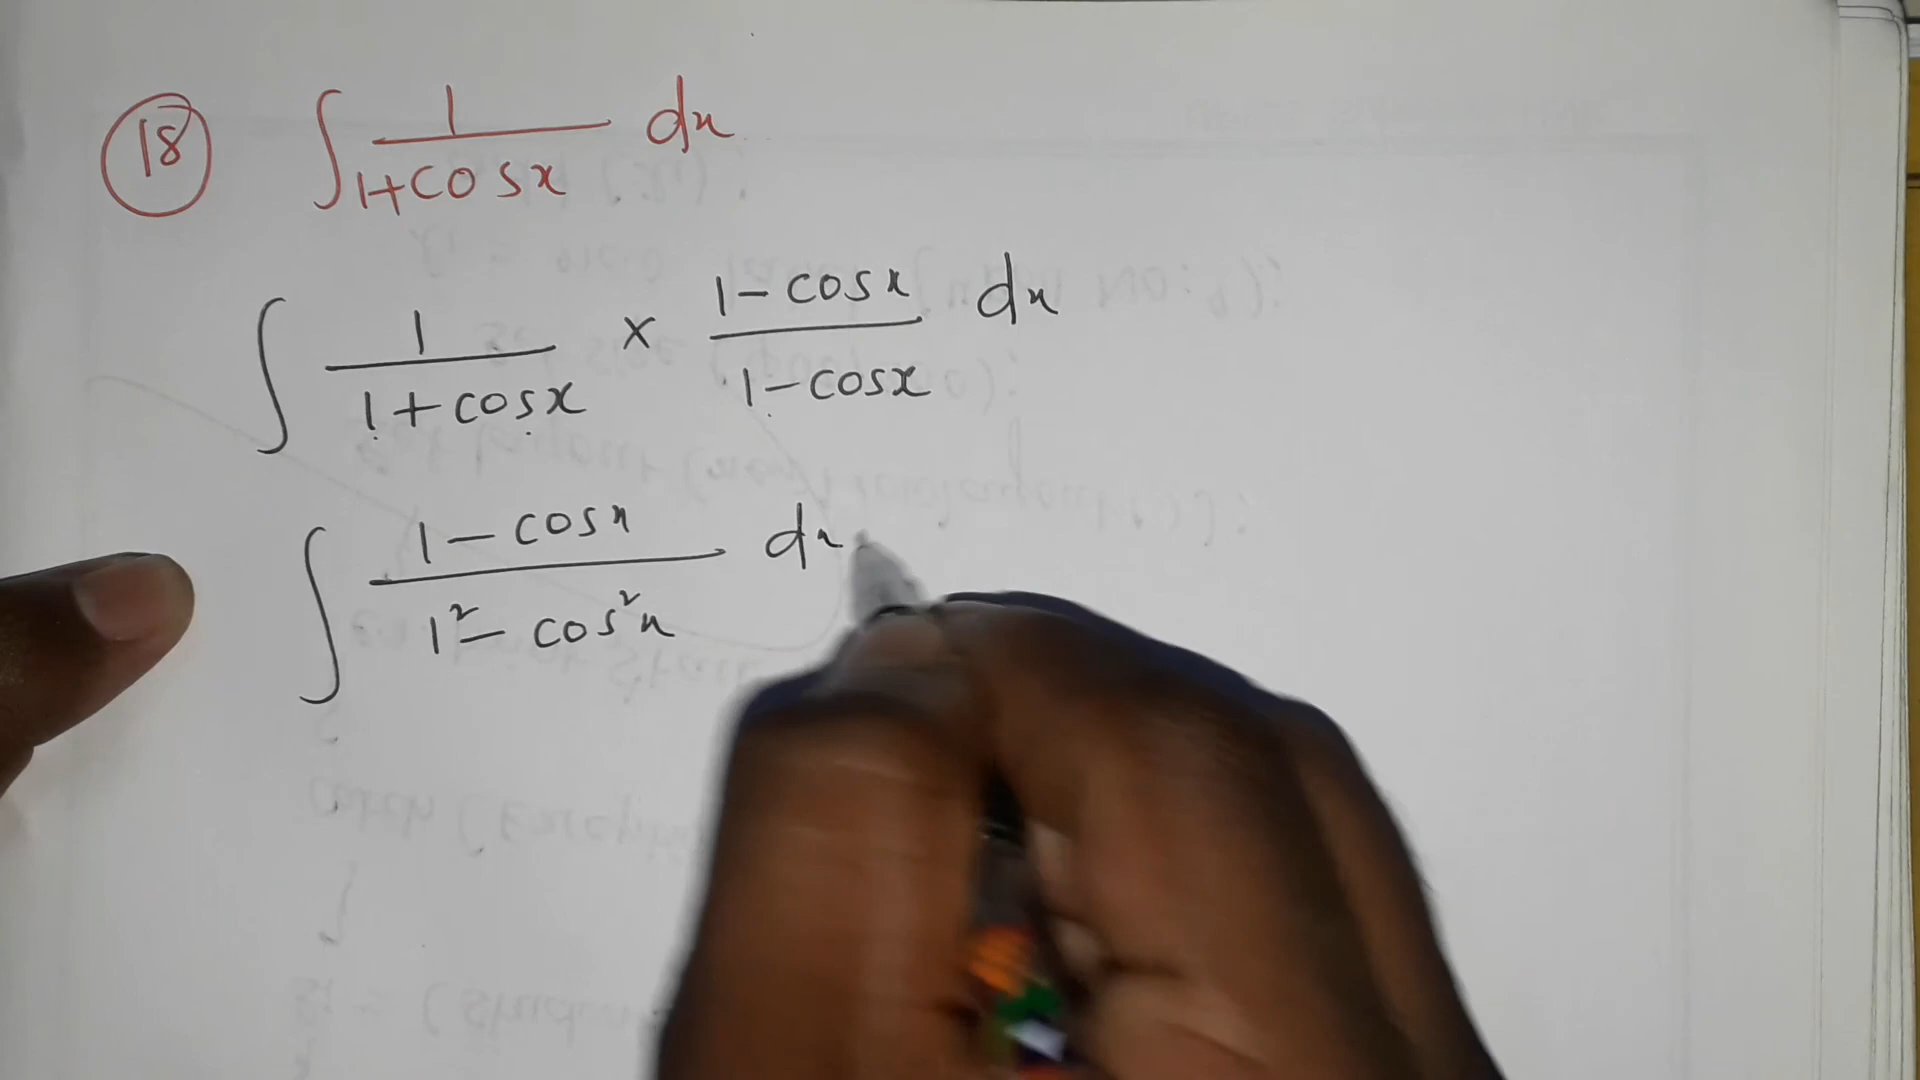 18 ∫ 1/(1+cosx) dx
∫ 1/(1+cosx) × (1-cosx)/(1-cosx) dx
∫ (1-cosx)/(1²-cos²x) dx